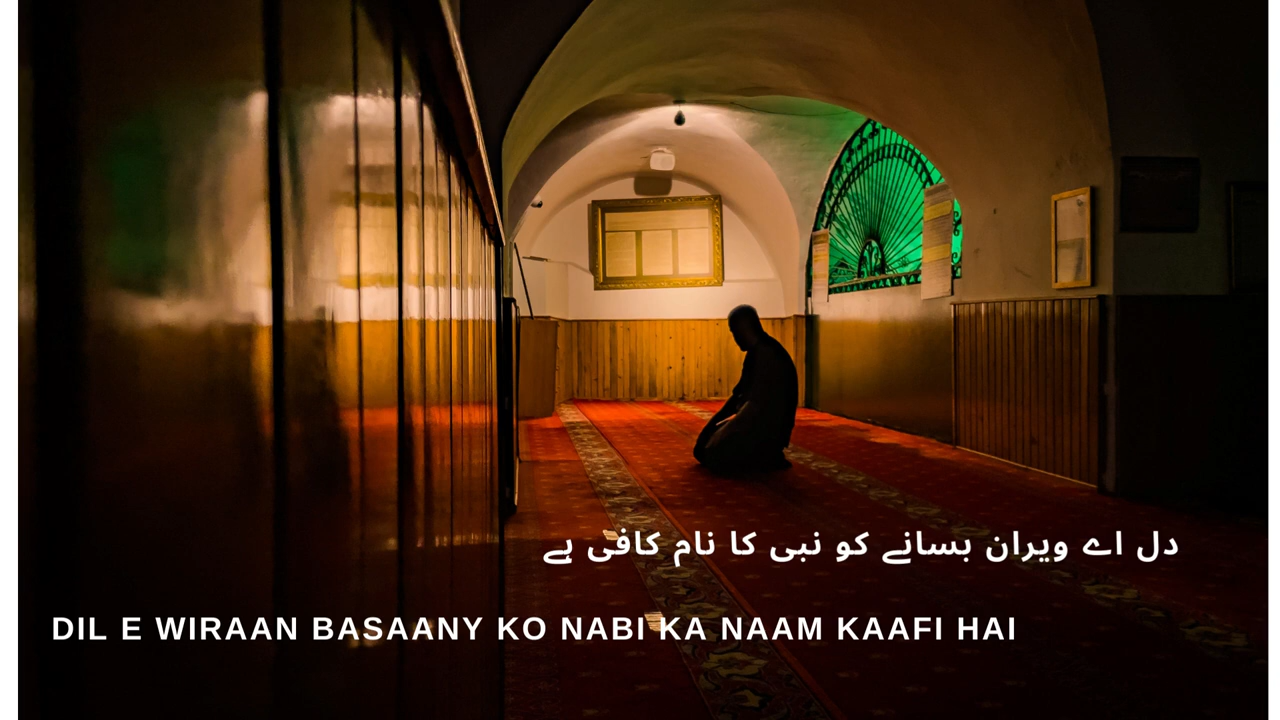 دل اے ویران بسانے کو نبی کا نام کافی ہے
DIL E WIRAAN BASAANY KO NABI KA NAAM KAAFI HAI